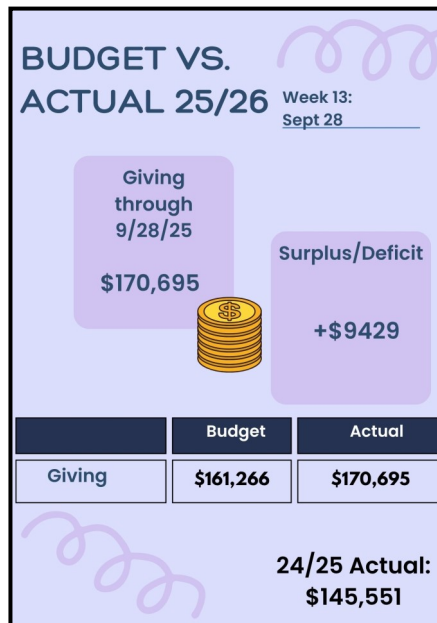 BUDGET VS.
ACTUAL 25/26
Week 13:
Sept 28
Giving
through
9/28/25
$170,695
Surplus/Deficit
+$9429
$
Budget
Actual
Giving
$161,266
$170,695
24/25 Actual:
$145,551